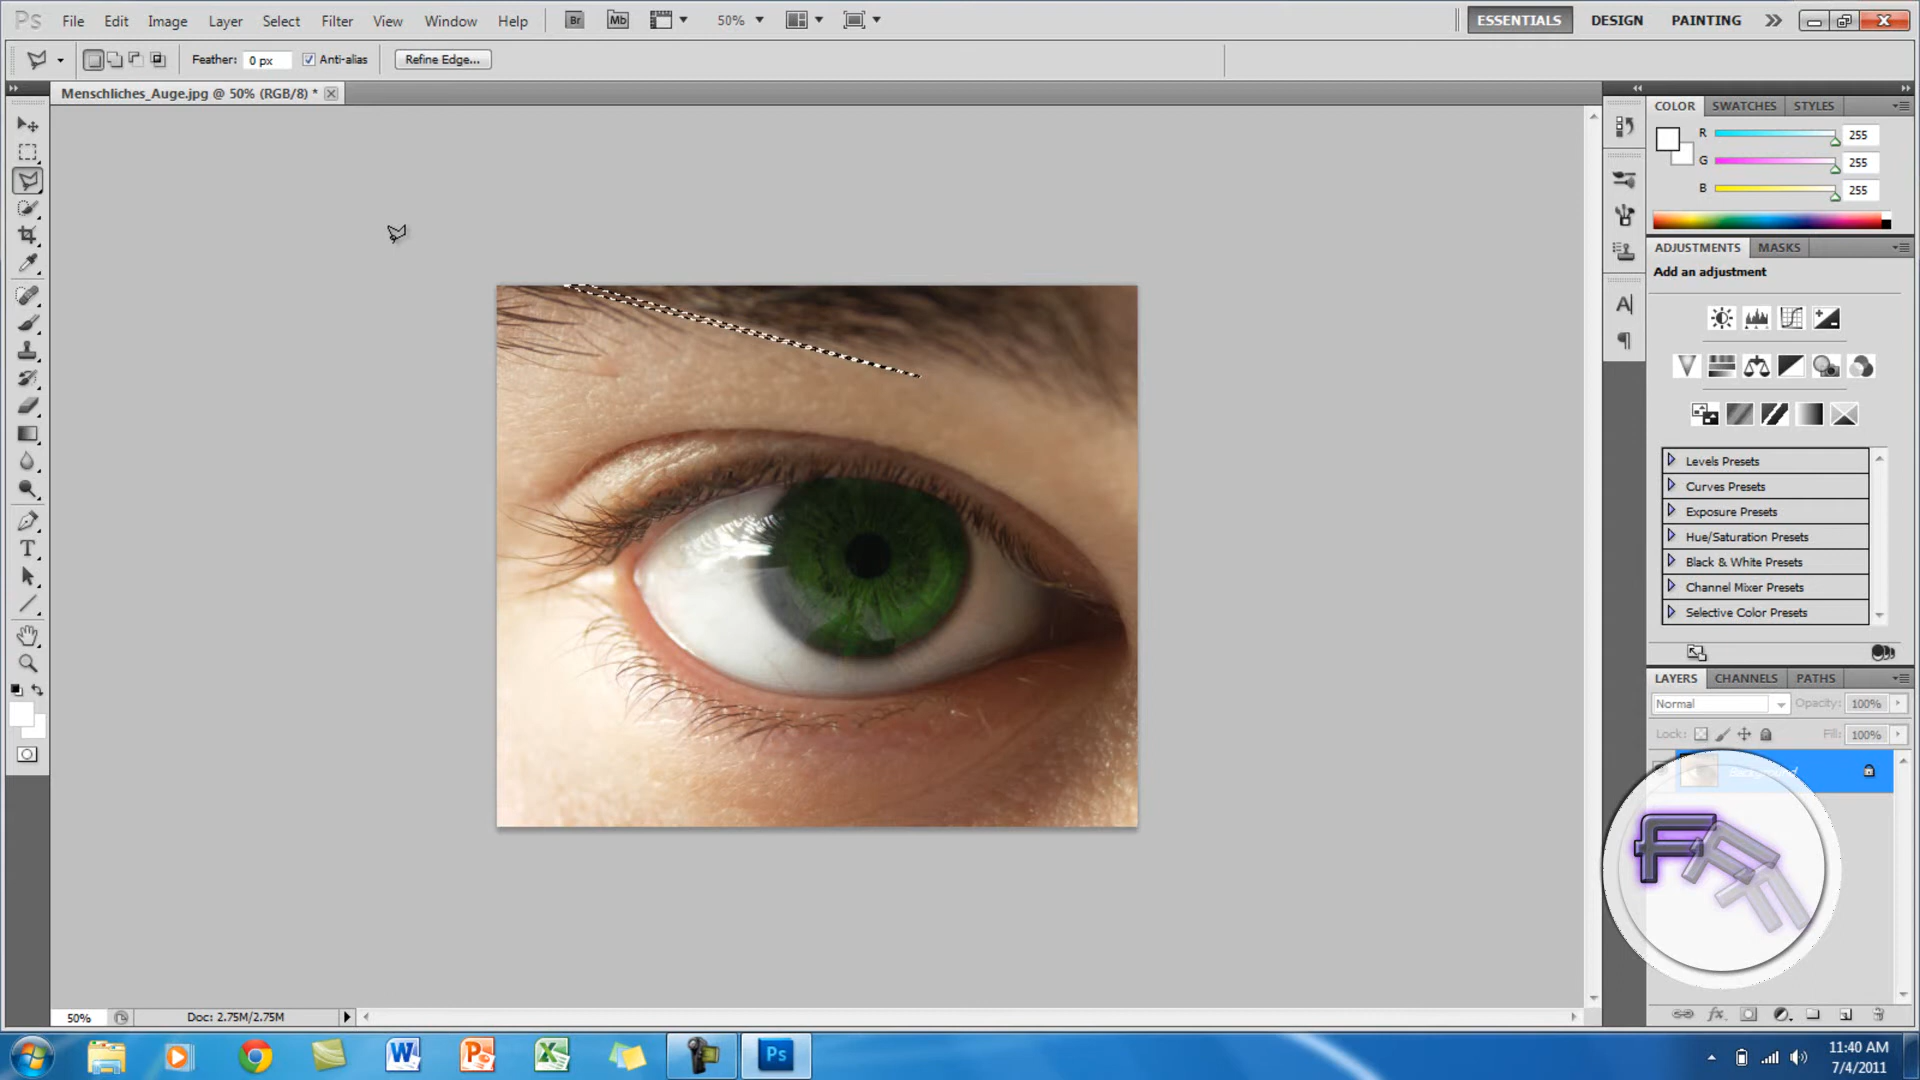 Ps File Edit Image Layer Select Filter View Window Help Br Mb 50% ESSENTIALS DESIGN PAINTING
Feather: 0 px Anti-alias Refine Edge...
Menschliches_Auge.jpg @ 50% (RGB/8) *
COLOR SWATCHES STYLES
R 255
G 255
B 255
ADJUSTMENTS MASKS
Add an adjustment
Levels Presets
Curves Presets
Exposure Presets
Hue/Saturation Presets
Black & White Presets
Channel Mixer Presets
Selective Color Presets
LAYERS CHANNELS PATHS
Normal Opacity: 100%
Lock: Fill: 100%
Background
FFF
50% Doc: 2.75M/2.75M
Ps
11:40 AM
7/4/2011